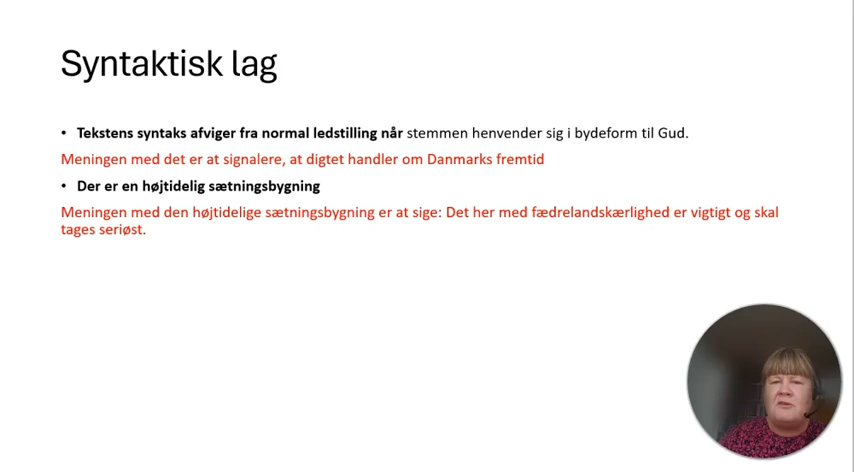 Syntaktisk lag
• Tekstens syntaks afviger fra normal ledstilling når stemmen henvender sig i bydeform til Gud.
Meningen med det er at signalere, at digtet handler om Danmarks fremtid
• Der er en højtidelig sætningsbygning
Meningen med den højtidelige sætningsbygning er at sige: Det her med fædrelandskærlighed er vigtigt og skal
tages seriøst.